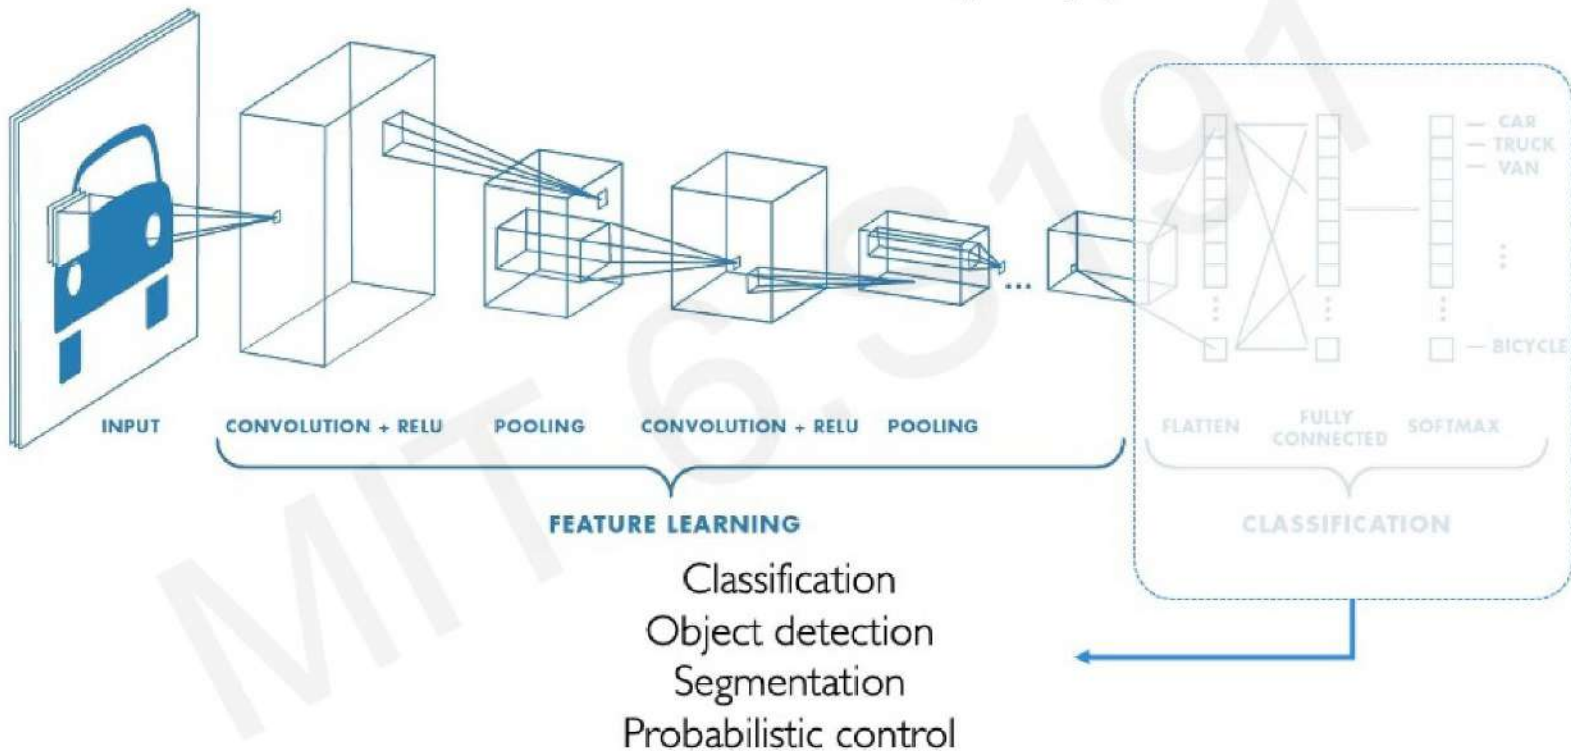 CAR
TRUCK
VAN
BICYCLE
INPUT
CONVOLUTION + RELU
POOLING
CONVOLUTION + RELU
POOLING
FLATTEN
FULLY
CONNECTED
SOFTMAX
FEATURE LEARNING
CLASSIFICATION
Classification
Object detection
Segmentation
Probabilistic control
MIT 6.S191